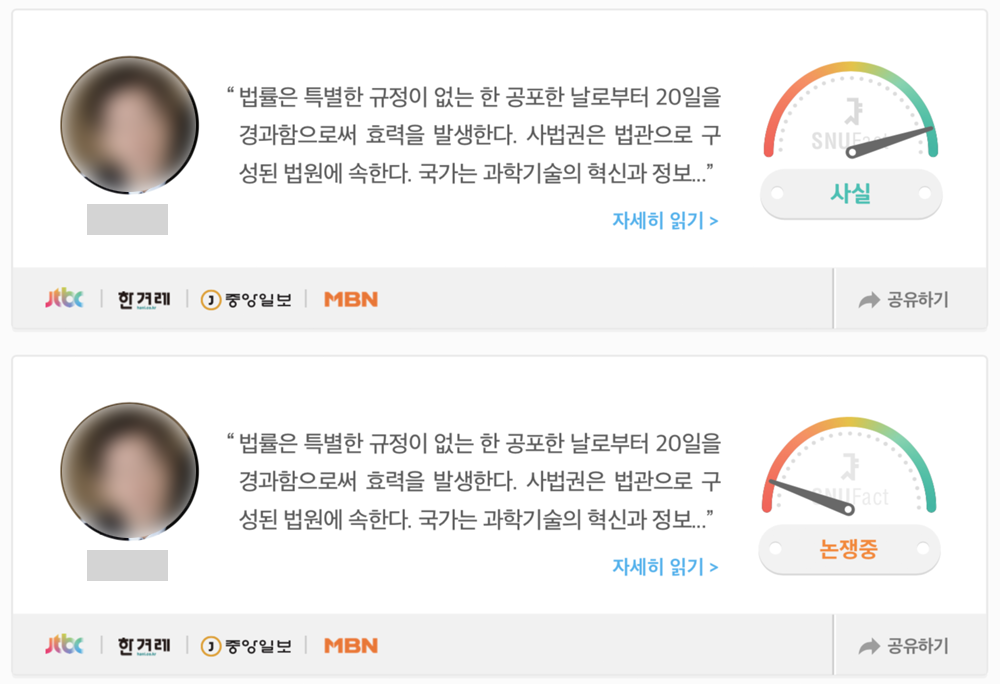 “ 법률은 특별한 규정이 없는 한 공포한 날로부터 20일을
경과함으로써 효력을 발생한다. 사법권은 법관으로 구
성된 법원에 속한다. 국가는 과학기술의 혁신과 정보...”
자세히 읽기 >
SNUFact
사실
jtbc | 한겨레 | J 중앙일보 | MBN
공유하기
“ 법률은 특별한 규정이 없는 한 공포한 날로부터 20일을
경과함으로써 효력을 발생한다. 사법권은 법관으로 구
성된 법원에 속한다. 국가는 과학기술의 혁신과 정보...”
자세히 읽기 >
SNUFact
논쟁중
jtbc | 한겨레 | J 중앙일보 | MBN
공유하기